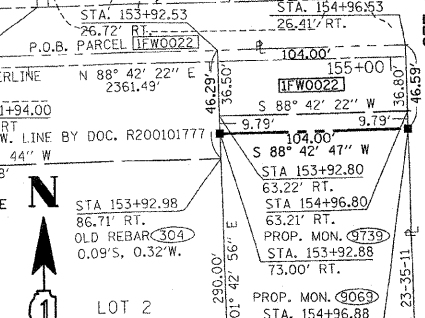 STA. 153+92.53
26.72' RT.
STA. 154+96.53
26.41' RT.
P.O.B. PARCEL 1FW0022
104.00'
ERLINE
N 88° 42' 22" E
2361.49'
155+00
1FW0022
46.29'
36.50'
36.80'
46.59'
1+94.00
S 88° 42' 22" W
RT
W. LINE BY DOC. R200101777
9.79'
9.79'
104.00'
44" W
S 88° 42' 47" W
8'
STA 153+92.80
63.22' RT.
STA 154+96.80
63.21' RT.
PROP. MON. 9739
STA. 153+92.88
73.00' RT.
PROP. MON. 9069
STA. 154+96.88
E
N
STA 153+92.98
86.71' RT.
OLD REBAR 304
0.09'S, 0.32'W.
1
LOT 2
290.00'
01° 42' 56" E
23-35-11